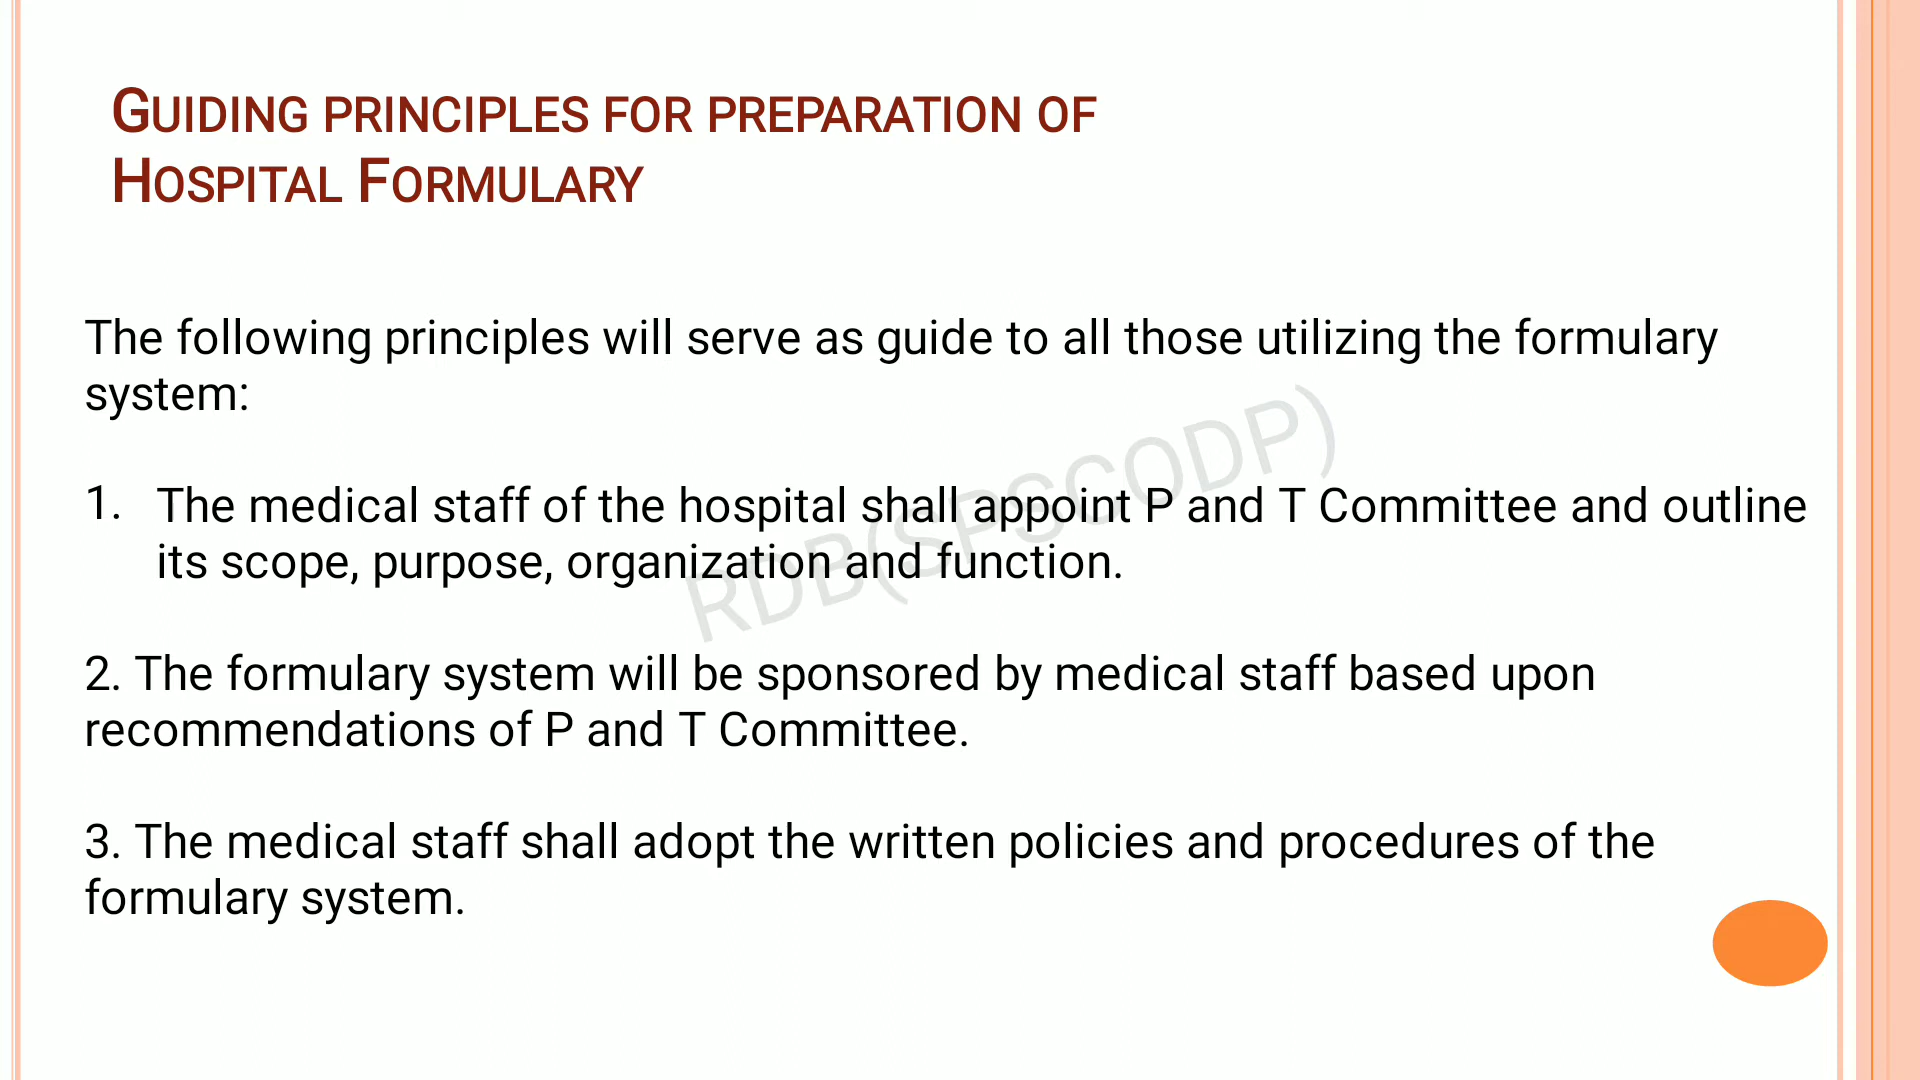 GUIDING PRINCIPLES FOR PREPARATION OF
HOSPITAL FORMULARY
The following principles will serve as guide to all those utilizing the formulary
system:
1. The medical staff of the hospital shall appoint P and T Committee and outline
its scope, purpose, organization and function.
2. The formulary system will be sponsored by medical staff based upon
recommendations of P and T Committee.
3. The medical staff shall adopt the written policies and procedures of the
formulary system.
RDB(SPSCODP)